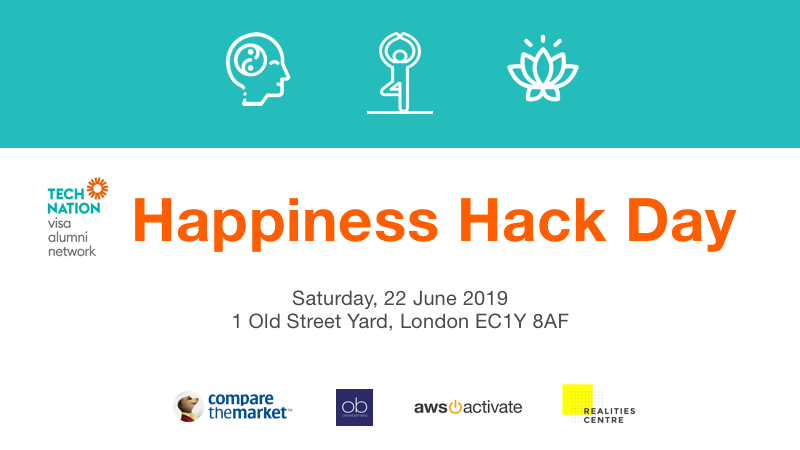 TECH
NATION
visa
alumni
network
Happiness Hack Day
Saturday, 22 June 2019
1 Old Street Yard, London EC1Y 8AF
compare
themarket™
ob
aws activate
REALITIES
CENTRE